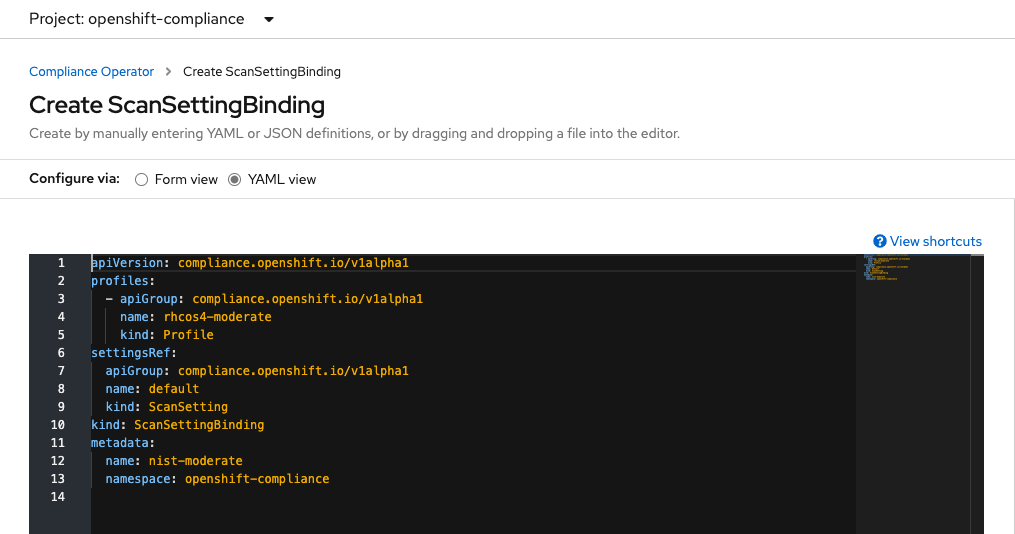 Project: openshift-compliance
Compliance Operator > Create ScanSettingBinding
Create ScanSettingBinding
Create by manually entering YAML or JSON definitions, or by dragging and dropping a file into the editor.
Configure via: Form view YAML view
View shortcuts
1 apiVersion: compliance.openshift.io/v1alpha1
2 profiles:
3   - apiGroup: compliance.openshift.io/v1alpha1
4     name: rhcos4-moderate
5     kind: Profile
6 settingsRef:
7   apiGroup: compliance.openshift.io/v1alpha1
8   name: default
9   kind: ScanSetting
10 kind: ScanSettingBinding
11 metadata:
12   name: nist-moderate
13   namespace: openshift-compliance
14